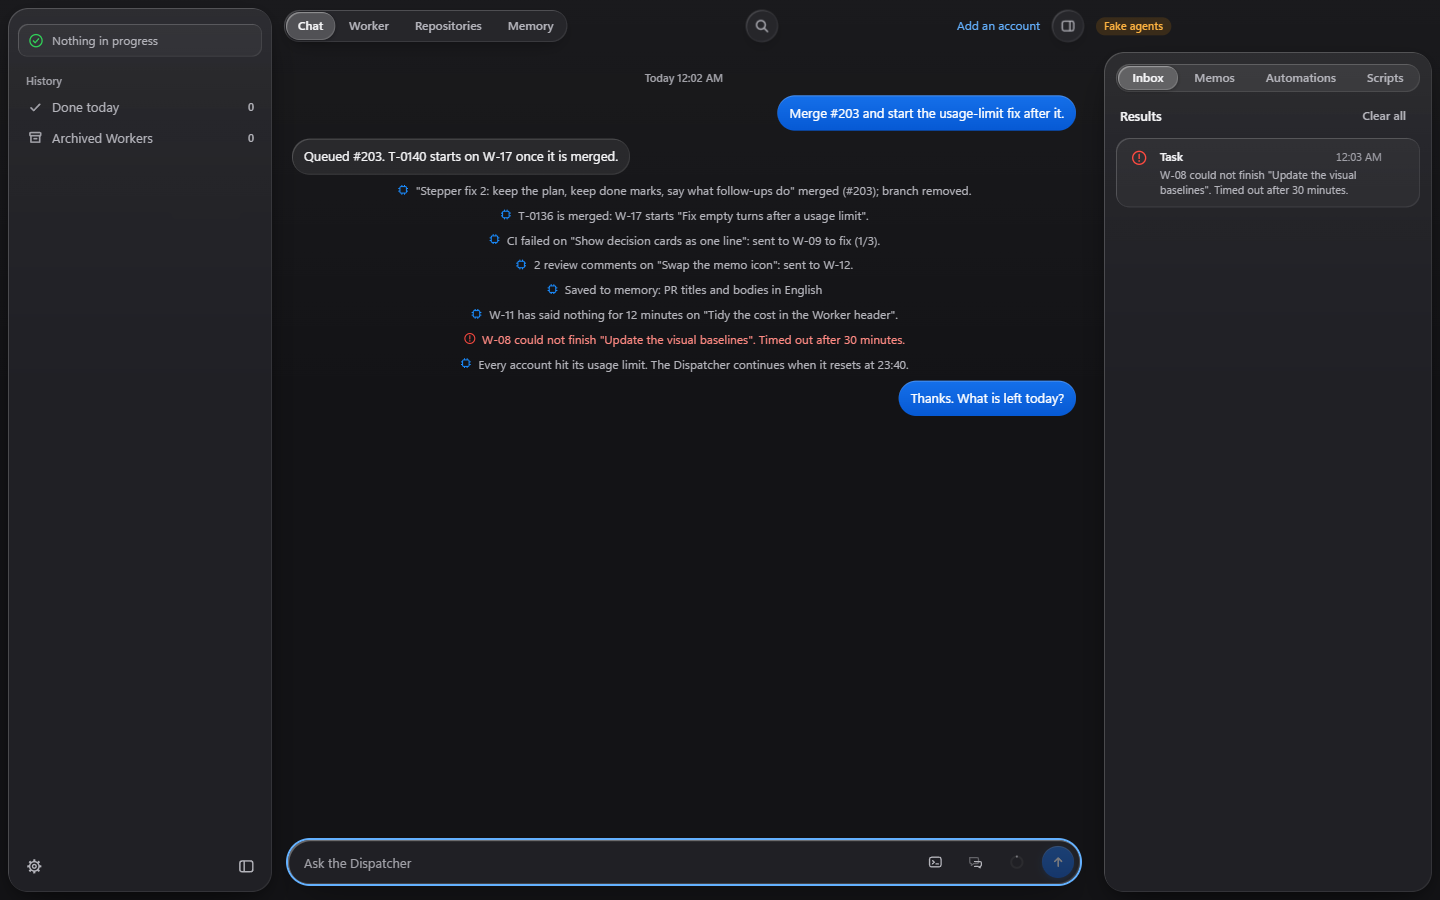 Nothing in progress
History
Done today 0
Archived Workers 0
Chat Worker Repositories Memory
Add an account
Fake agents
Today 12:02 AM
Merge #203 and start the usage-limit fix after it.
Queued #203. T-0140 starts on W-17 once it is merged.
"Stepper fix 2: keep the plan, keep done marks, say what follow-ups do" merged (#203); branch removed.
T-0136 is merged: W-17 starts "Fix empty turns after a usage limit".
CI failed on "Show decision cards as one line": sent to W-09 to fix (1/3).
2 review comments on "Swap the memo icon": sent to W-12.
Saved to memory: PR titles and bodies in English
W-11 has said nothing for 12 minutes on "Tidy the cost in the Worker header".
W-08 could not finish "Update the visual baselines". Timed out after 30 minutes.
Every account hit its usage limit. The Dispatcher continues when it resets at 23:40.
Thanks. What is left today?
Ask the Dispatcher
Inbox Memos Automations Scripts
Results Clear all
Task 12:03 AM
W-08 could not finish "Update the visual
baselines". Timed out after 30 minutes.